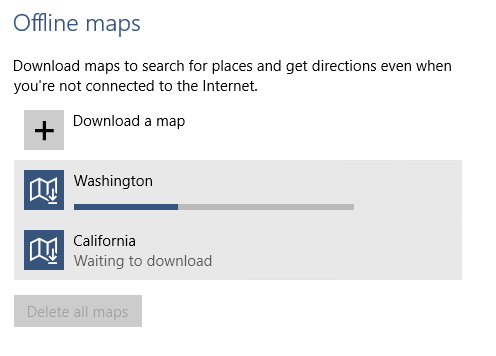 Offline maps
Download maps to search for places and get directions even when
you're not connected to the Internet.
Download a map
Washington
California
Waiting to download
Delete all maps